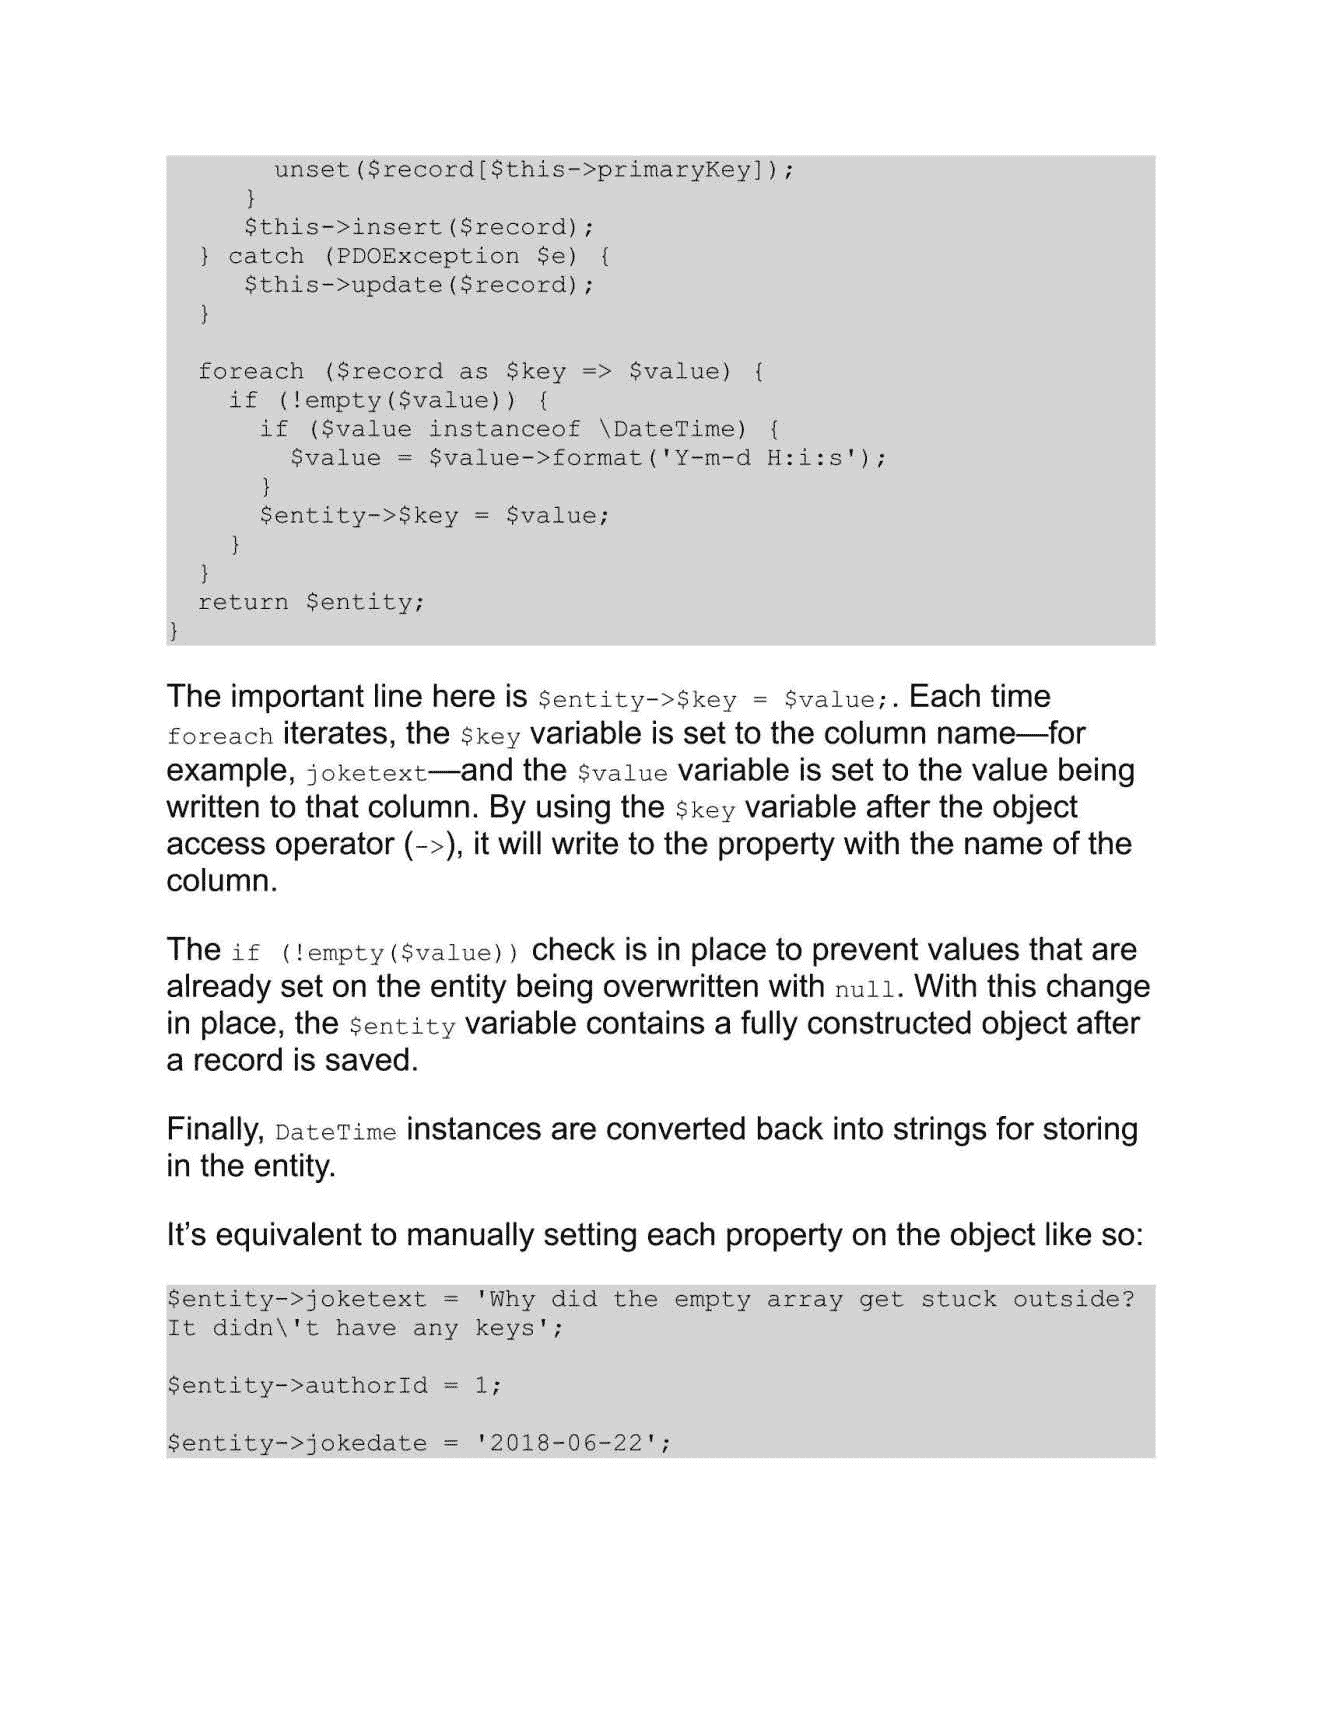 unset($record[$this->primaryKey]);
}
$this->insert($record);
} catch (PDOException $e) {
$this->update($record);
}
foreach ($record as $key => $value) {
if (!empty($value)) {
if ($value instanceof \DateTime) {
$value = $value->format('Y-m-d H:i:s');
}
$entity->$key = $value;
}
}
return $entity;
}
The important line here is $entity->$key = $value;. Each time
foreach iterates, the $key variable is set to the column name—for
example, joketext—and the $value variable is set to the value being
written to that column. By using the $key variable after the object
access operator (->), it will write to the property with the name of the
column.
The if (!empty($value)) check is in place to prevent values that are
already set on the entity being overwritten with null. With this change
in place, the $entity variable contains a fully constructed object after
a record is saved.
Finally, DateTime instances are converted back into strings for storing
in the entity.
It’s equivalent to manually setting each property on the object like so:
$entity->joketext = 'Why did the empty array get stuck outside?
It didn\'t have any keys';
$entity->authorId = 1;
$entity->jokedate = '2018-06-22';